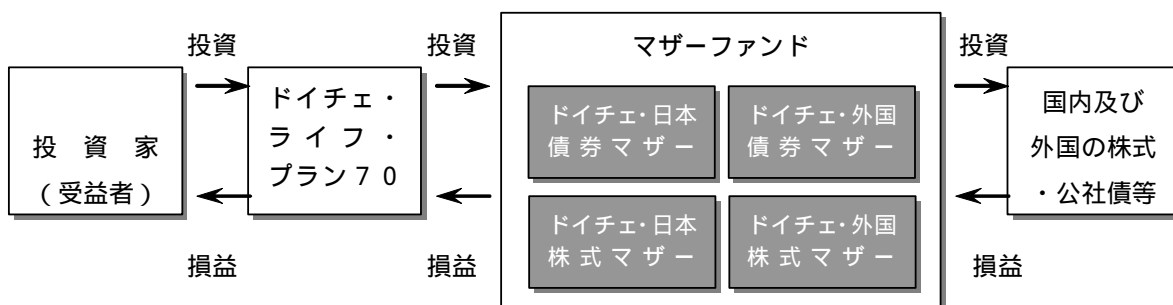 投資
投資
マザーファンド
投資
投 資 家
(受益者)
ドイチェ・
ライフ・
プラン70
ドイチェ・日本
債券マザー
ドイチェ・外国
債券マザー
ドイチェ・日本
株式マザー
ドイチェ・外国
株式マザー
国内及び
外国の株式
・公社債等
損益
損益
損益